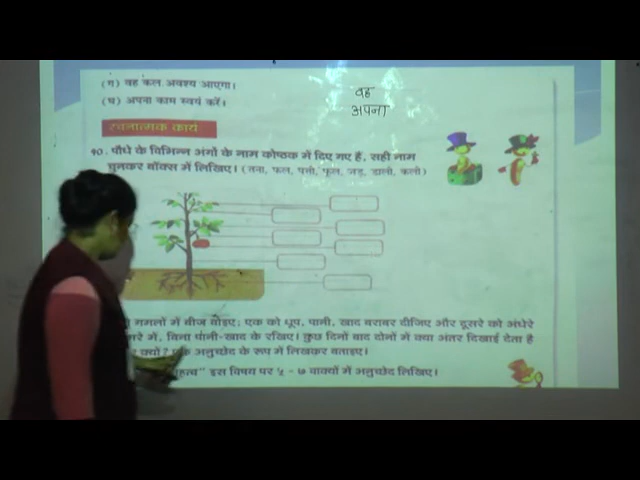 (ग) वह कल अवश्य आएगा।
(घ) अपना काम स्वयं करें।
वह
अपना
रचनात्मक कार्य
१०. पौधे के विभिन्न अंगों के नाम कोष्ठक में दिए गए हैं, सही नाम
चुनकर बॉक्स में लिखिए। (तना, फल, पत्ती, फूल, जड़, डाली, कली)
गमलों में बीज बोइए; एक को धूप, पानी, खाद बराबर दीजिए और दूसरे को अंधेरे
में, बिना पानी-खाद के रखिए। कुछ दिनों बाद दोनों में क्या अंतर दिखाई देता है
क्यों? एक अनुच्छेद के रूप में लिखकर बताइए।
इस विषय पर ५ - ७ वाक्यों में अनुच्छेद लिखिए।